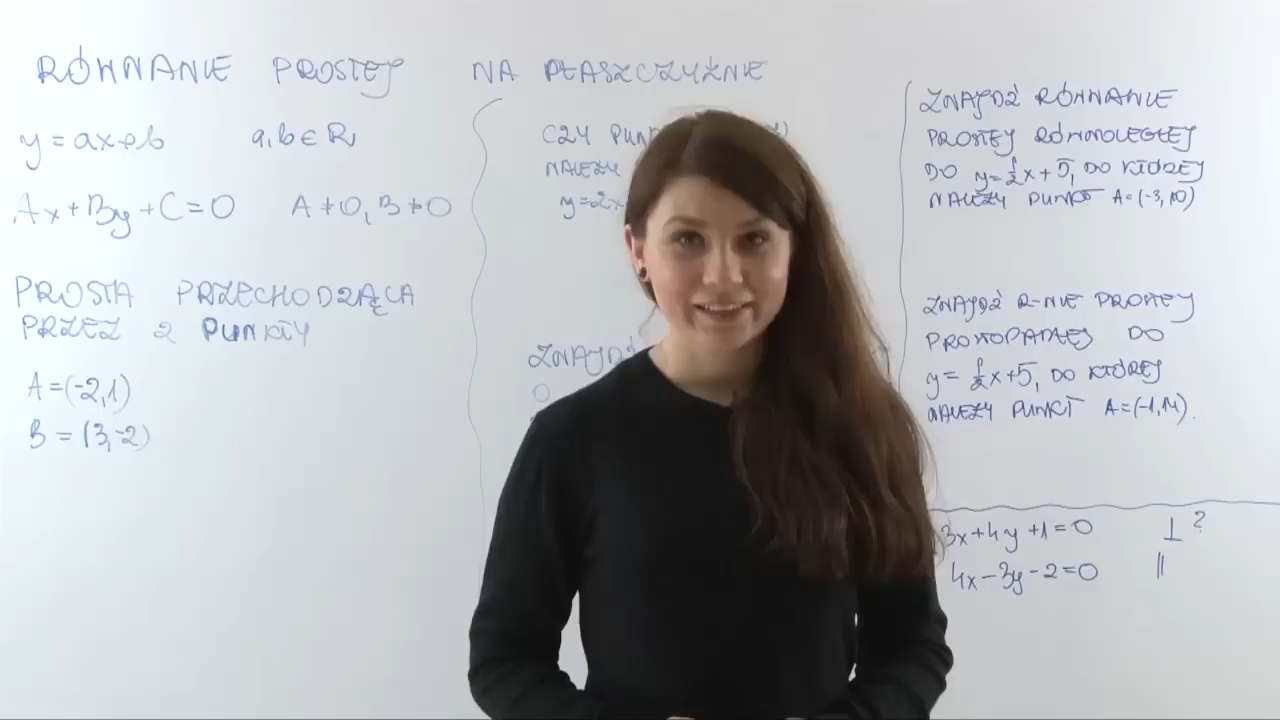 RÓWNANIE PROSTEJ NA PŁASZCZYŹNIE
y = ax+b a,b ∈ R
Ax + By + C = 0 A ≠ 0, B ≠ 0
PROSTA PRZECHODZĄCA
PRZEZ 2 PUNKTY
A = (-2,1)
B = (3,-2)
CZY
NALEŻY
y = 2x
ZNAJDŹ
ZNAJDŹ RÓWNANIE
PROSTEJ RÓWNOLEGŁEJ
DO y = 1/2x + 5, DO KTÓREJ
NALEŻY PUNKT A = (-3, 10)
ZNAJDŹ R-NIE PROSTEJ
PROSTOPADŁEJ DO
y = 1/2x+5, DO KTÓREJ
NALEŻY PUNKT A = (-1,14).
3x + 4y + 1 = 0 ⊥ ?
4x - 3y - 2 = 0 ||